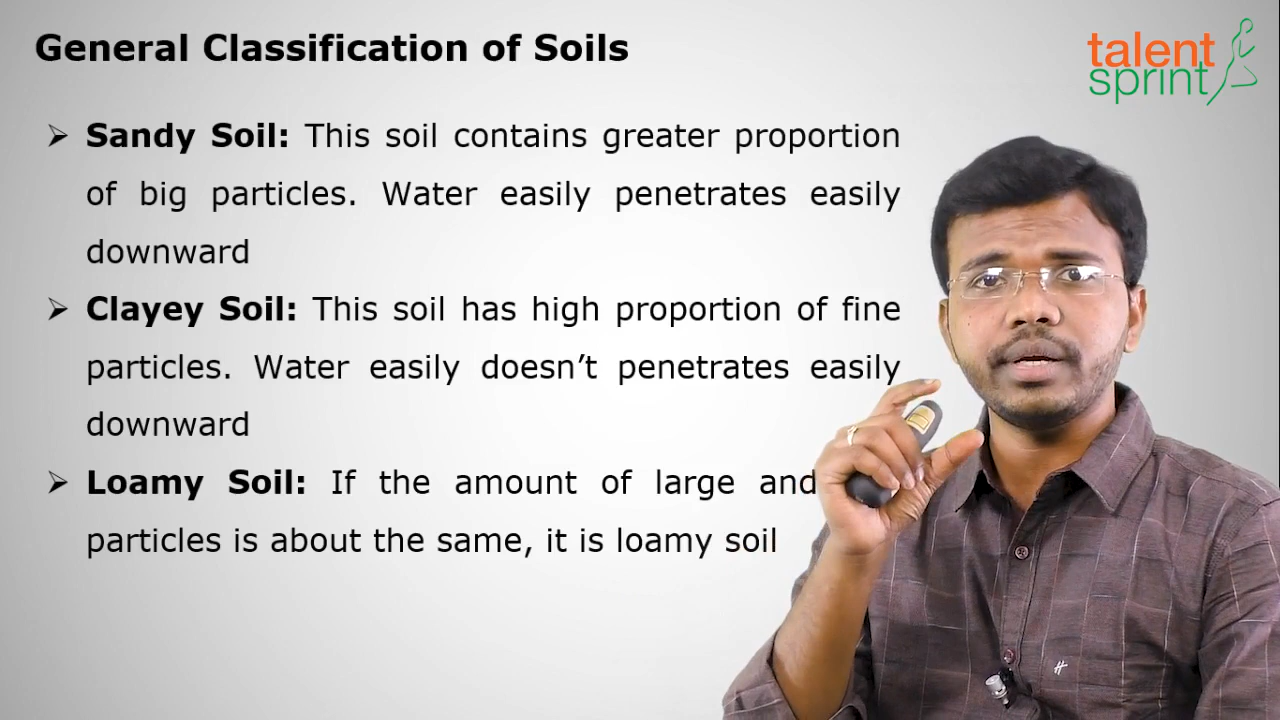 General Classification of Soils
talent
sprint
➢ Sandy Soil: This soil contains greater proportion
of big particles. Water easily penetrates easily
downward
➢ Clayey Soil: This soil has high proportion of fine
particles. Water easily doesn’t penetrates easily
downward
➢ Loamy Soil: If the amount of large and
particles is about the same, it is loamy soil
H